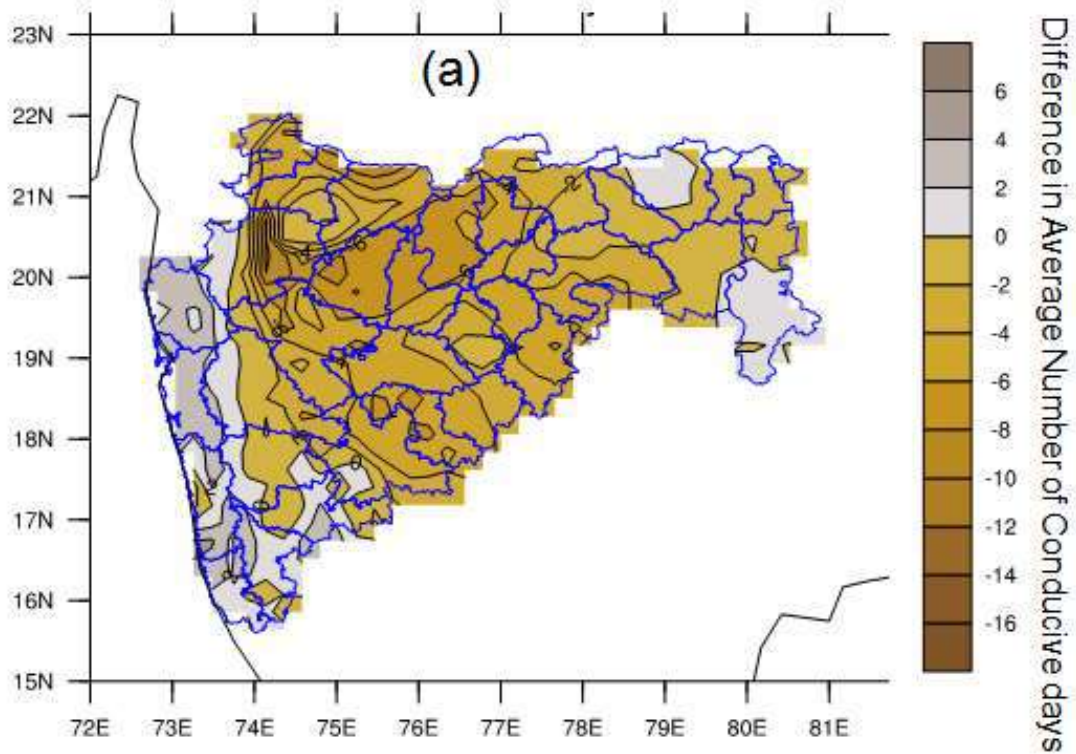 (a)
23N
22N
21N
20N
19N
18N
17N
16N
15N
72E 73E 74E 75E 76E 77E 78E 79E 80E 81E
6
4
2
0
-2
-4
-6
-8
-10
-12
-14
-16
Difference in Average Number of Conducive days